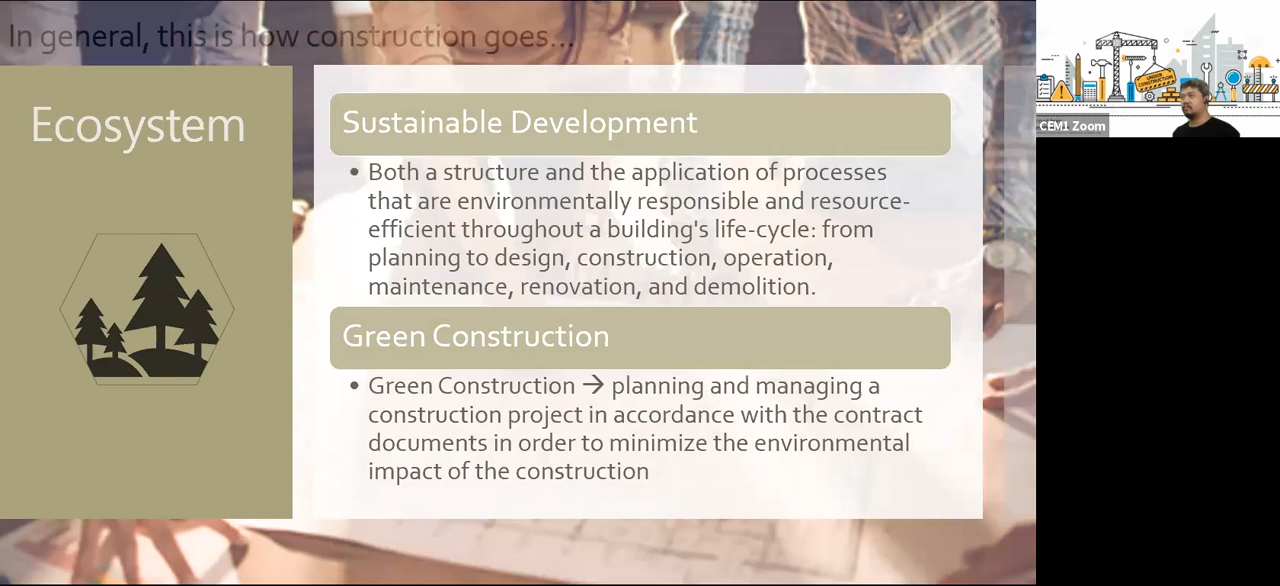 In general, this is how construction goes...
Ecosystem
Sustainable Development
• Both a structure and the application of processes
that are environmentally responsible and resource-
efficient throughout a building's life-cycle: from
planning to design, construction, operation,
maintenance, renovation, and demolition.
Green Construction
• Green Construction → planning and managing a
construction project in accordance with the contract
documents in order to minimize the environmental
impact of the construction
UNDER
CONSTRUCTION
CEM1 Zoom